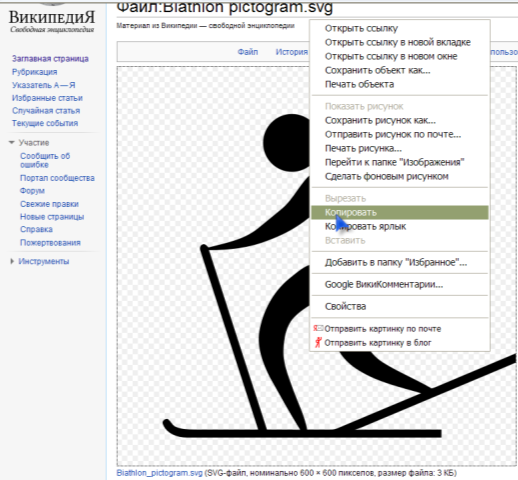 Файл:Biathlon pictogram.svg
ВикипедиЯ
Свободная энциклопедия
Материал из Википедии — свободной энциклопедии
Файл
История
Заглавная страница
Рубрикация
Указатель А — Я
Избранные статьи
Случайная статья
Текущие события
Участие
Сообщить об
ошибке
Портал сообщества
Форум
Свежие правки
Новые страницы
Справка
Пожертвования
Инструменты
Открыть ссылку
Открыть ссылку в новой вкладке
Открыть ссылку в новом окне
Сохранить объект как...
Печать объекта
Показать рисунок
Сохранить рисунок как...
Отправить рисунок по почте...
Печать рисунка...
Перейти к папке "Изображения"
Сделать фоновым рисунком
Вырезать
Копировать
Копировать ярлык
Вставить
Добавить в папку "Избранное"...
Google ВикиКомментарии...
Свойства
Отправить картинку по почте
Отправить картинку в блог
Biathlon_pictogram.svg (SVG-файл, номинально 600 × 600 пикселов, размер файла: 3 КБ)